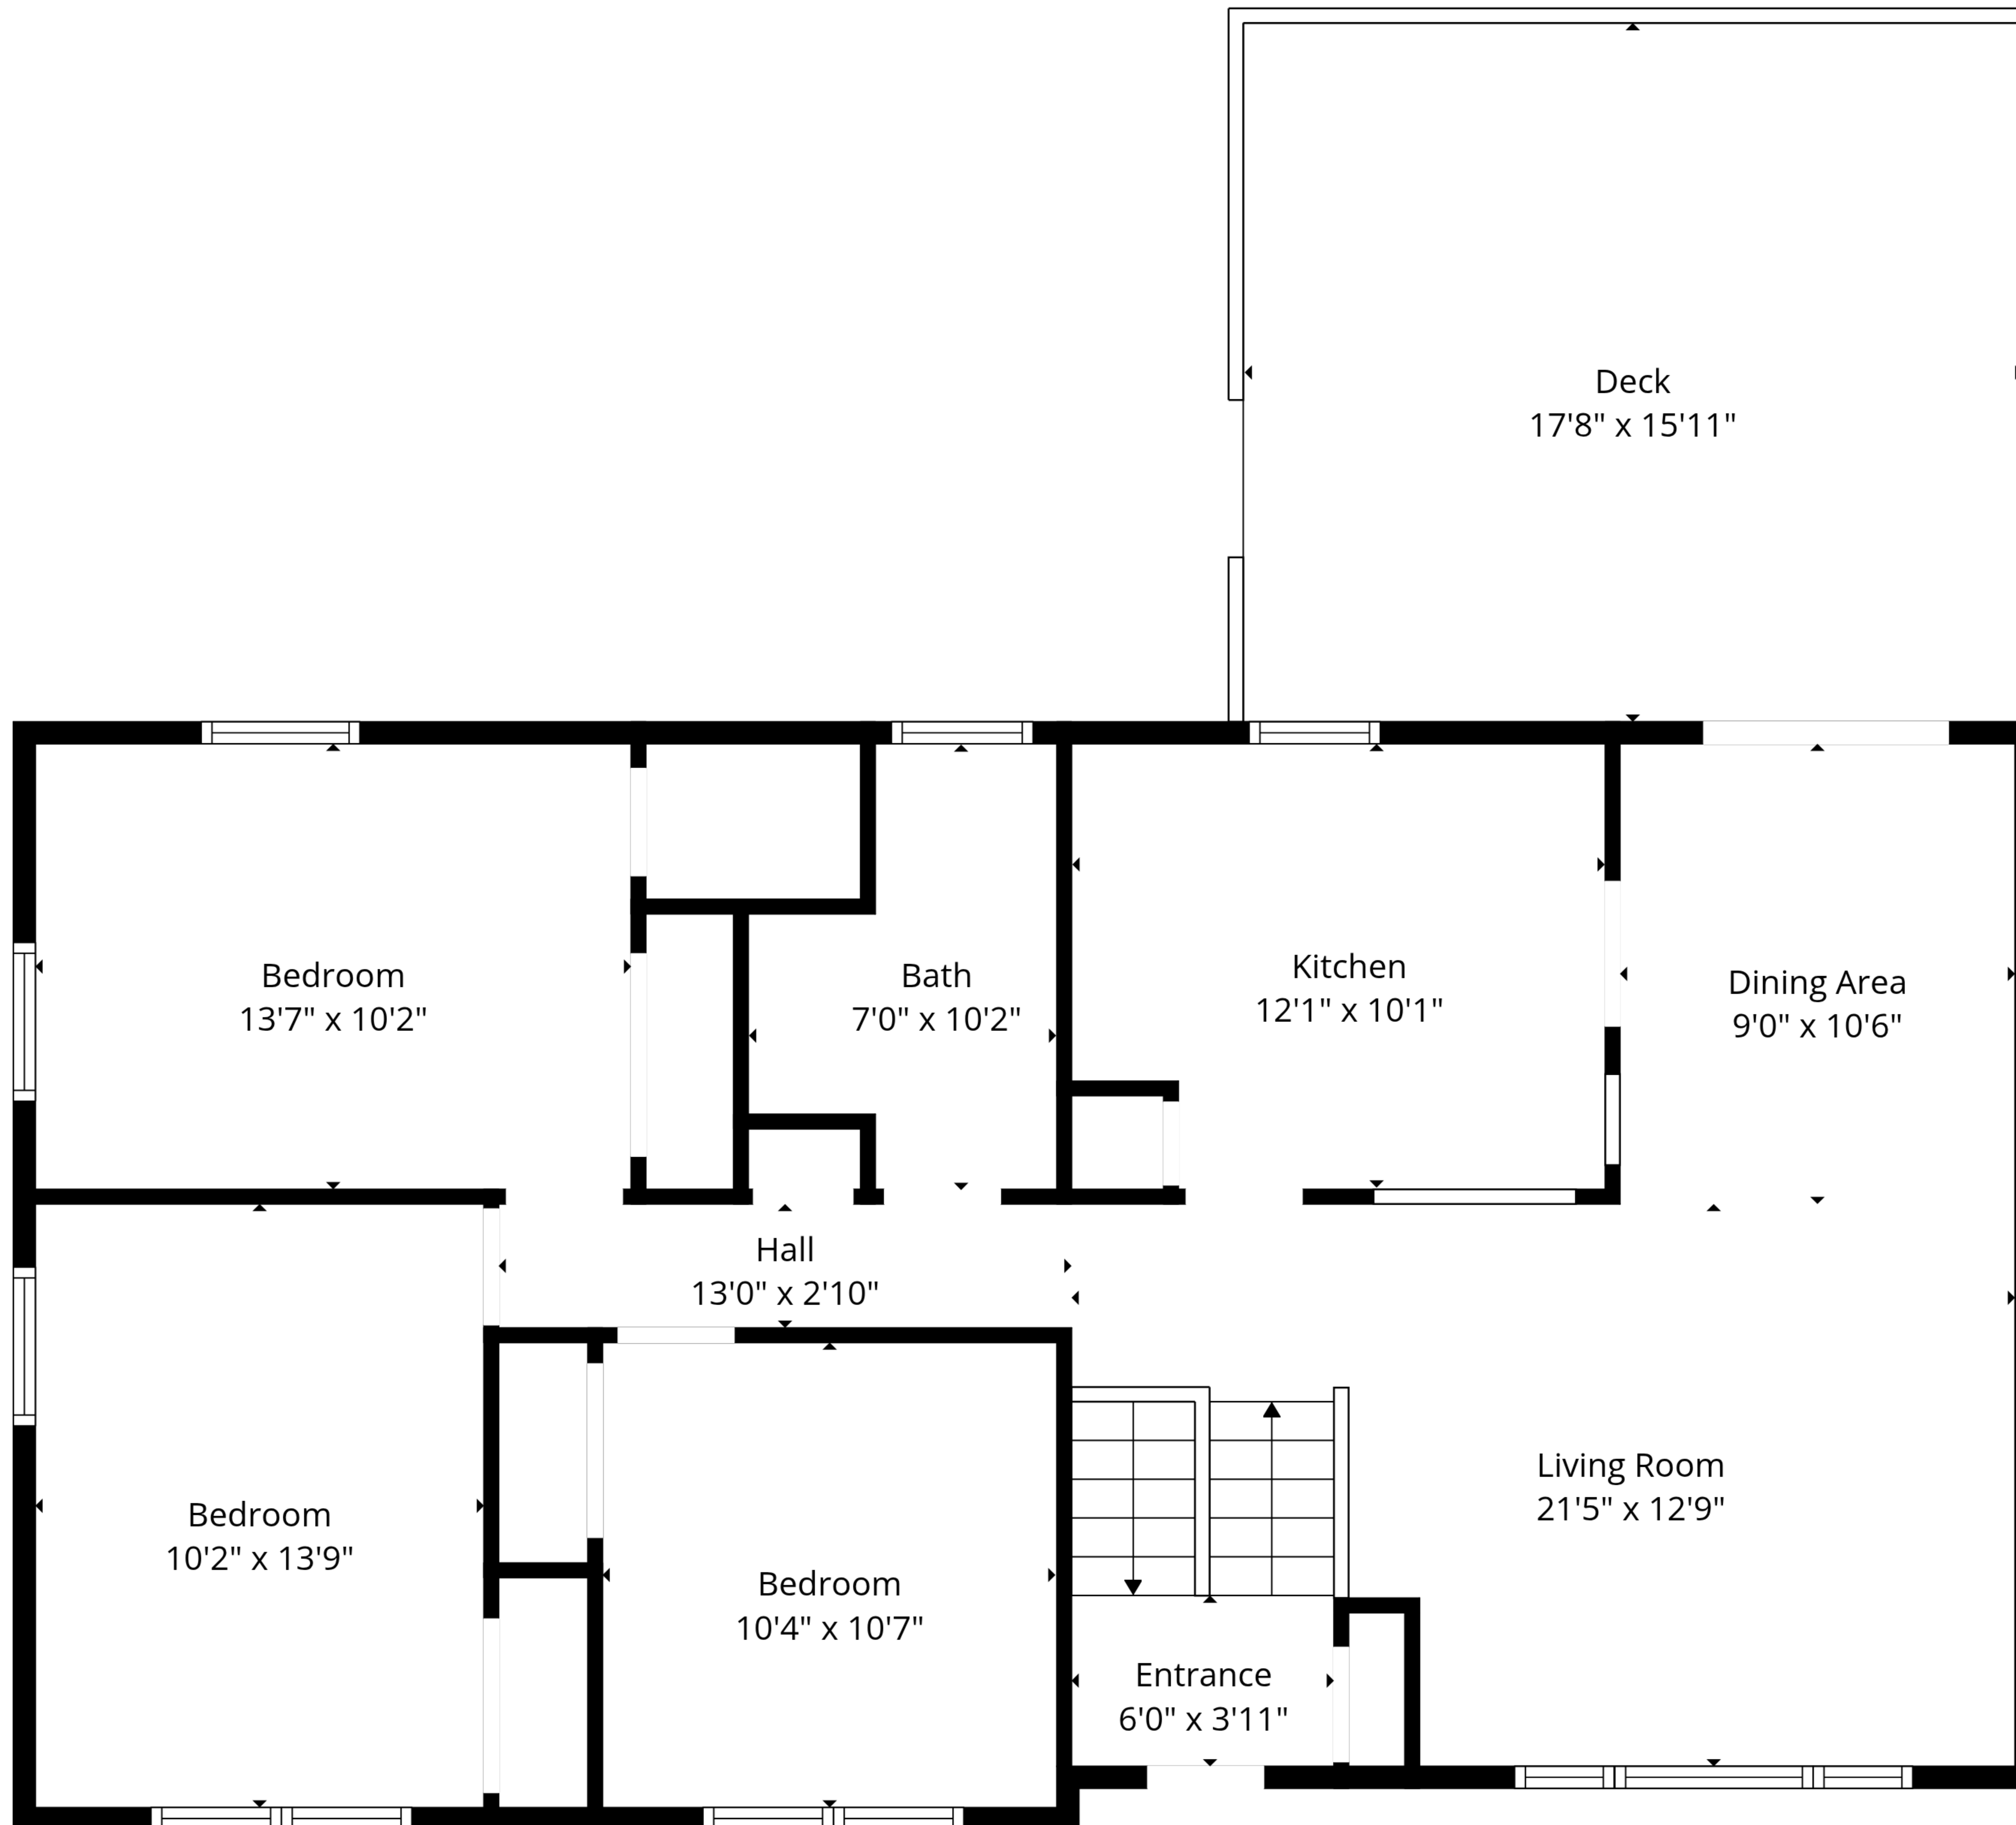 Deck
17'8" x 15'11"
Bedroom
13'7" x 10'2"
Bath
7'0" x 10'2"
Kitchen
12'1" x 10'1"
Dining Area
9'0" x 10'6"
Hall
13'0" x 2'10"
Living Room
21'5" x 12'9"
Bedroom
10'2" x 13'9"
Bedroom
10'4" x 10'7"
Entrance
6'0" x 3'11"